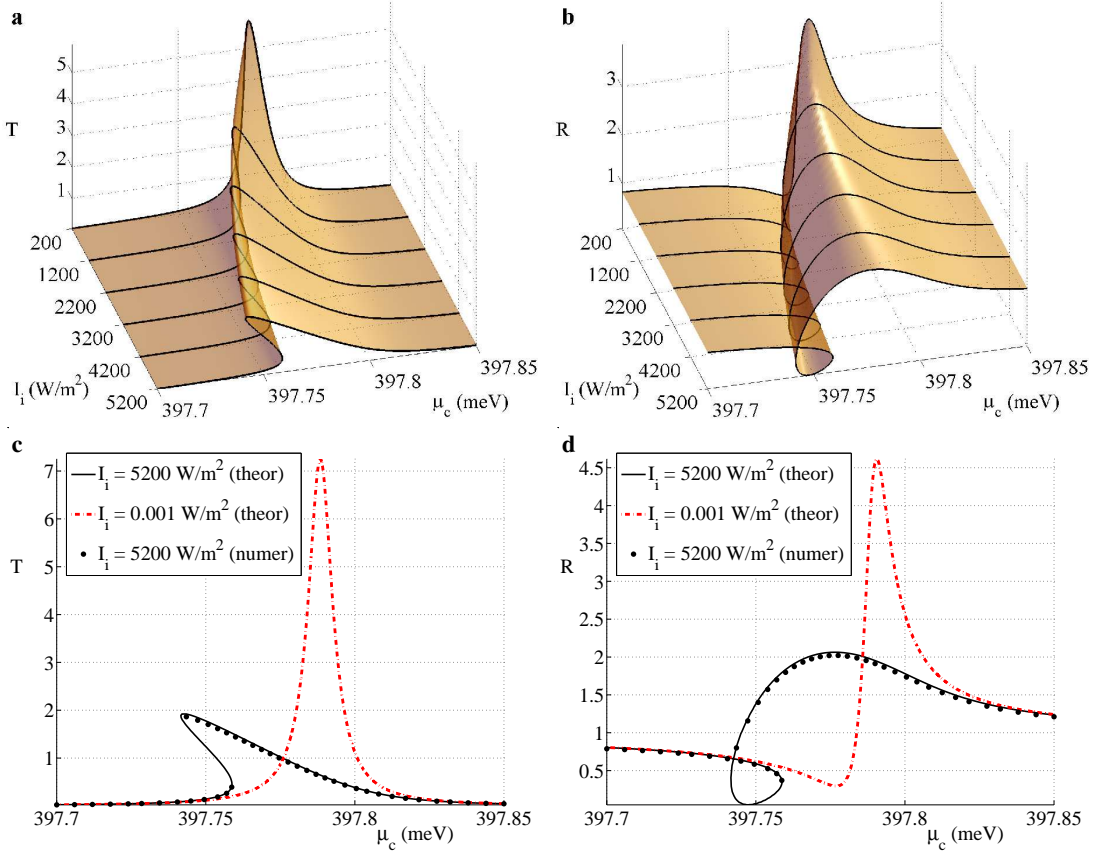 a
5
4
3
2
1
T
200
1200
2200
3200
4200
5200
I_i (W/m²)
397.7
397.75
397.8
397.85
μ_c (meV)
b
3
2
1
R
200
1200
2200
3200
4200
5200
I_i (W/m²)
397.7
397.75
397.8
397.85
μ_c (meV)
c
I_i = 5200 W/m² (theor)
I_i = 0.001 W/m² (theor)
I_i = 5200 W/m² (numer)
7
6
5
4
3
2
1
T
397.7
397.75
397.8
397.85
μ_c (meV)
d
I_i = 5200 W/m² (theor)
I_i = 0.001 W/m² (theor)
I_i = 5200 W/m² (numer)
4.5
4
3.5
3
2.5
2
1.5
1
0.5
R
397.7
397.75
397.8
397.85
μ_c (meV)